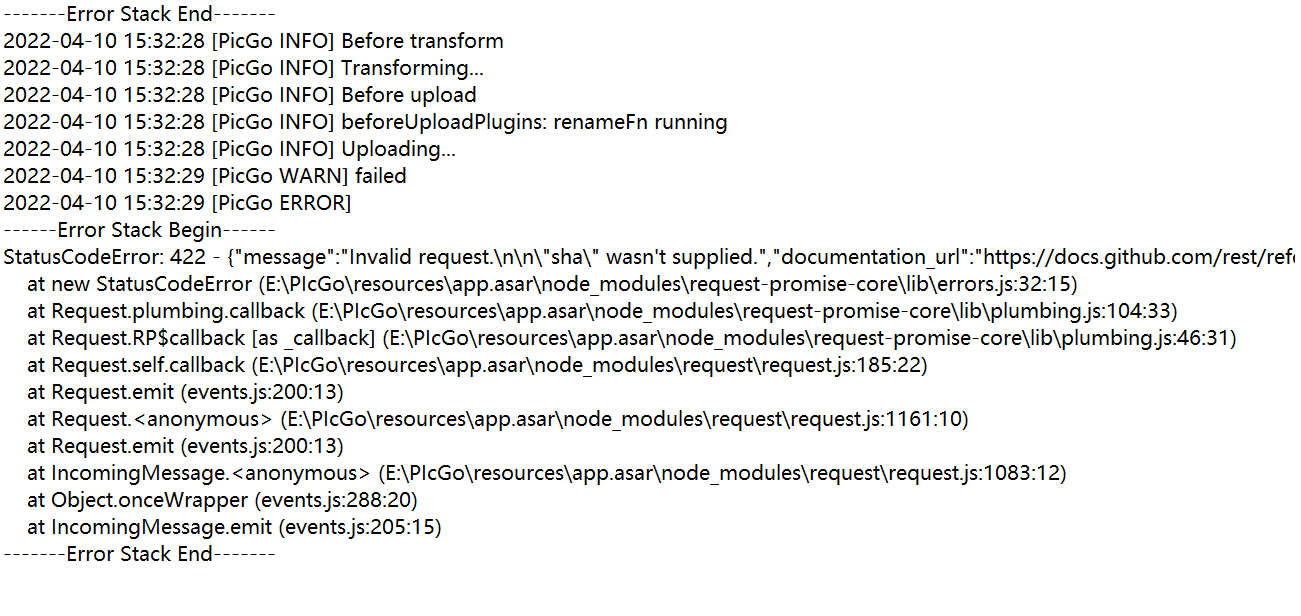 -------Error Stack End-------
2022-04-10 15:32:28 [PicGo INFO] Before transform
2022-04-10 15:32:28 [PicGo INFO] Transforming...
2022-04-10 15:32:28 [PicGo INFO] Before upload
2022-04-10 15:32:28 [PicGo INFO] beforeUploadPlugins: renameFn running
2022-04-10 15:32:28 [PicGo INFO] Uploading...
2022-04-10 15:32:29 [PicGo WARN] failed
2022-04-10 15:32:29 [PicGo ERROR]
------Error Stack Begin------
StatusCodeError: 422 - {"message":"Invalid request.\n\n\"sha\" wasn't supplied.","documentation_url":"https://docs.github.com/rest/refe
at new StatusCodeError (E:\PIcGo\resources\app.asar\node_modules\request-promise-core\lib\errors.js:32:15)
at Request.plumbing.callback (E:\PIcGo\resources\app.asar\node_modules\request-promise-core\lib\plumbing.js:104:33)
at Request.RP$callback [as _callback] (E:\PIcGo\resources\app.asar\node_modules\request-promise-core\lib\plumbing.js:46:31)
at Request.self.callback (E:\PIcGo\resources\app.asar\node_modules\request\request.js:185:22)
at Request.emit (events.js:200:13)
at Request.<anonymous> (E:\PIcGo\resources\app.asar\node_modules\request\request.js:1161:10)
at Request.emit (events.js:200:13)
at IncomingMessage.<anonymous> (E:\PIcGo\resources\app.asar\node_modules\request\request.js:1083:12)
at Object.onceWrapper (events.js:288:20)
at IncomingMessage.emit (events.js:205:15)
-------Error Stack End-------